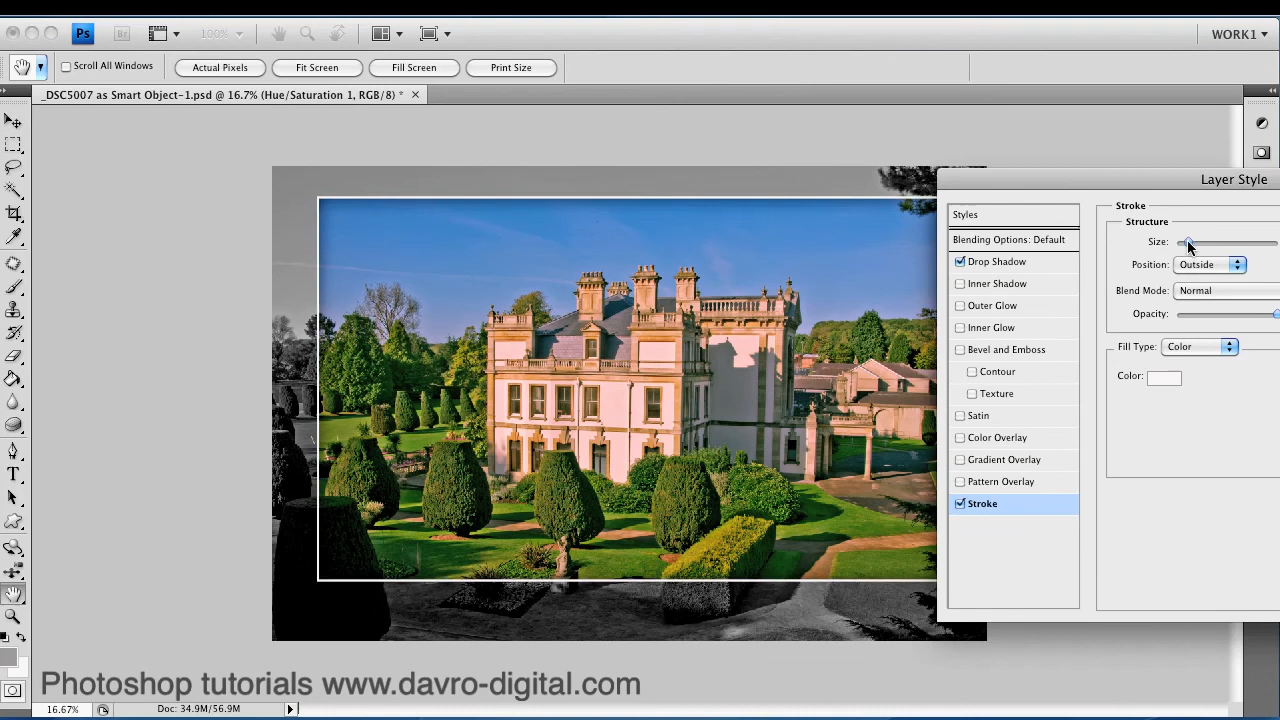 Ps Br 100% WORK1
Scroll All Windows Actual Pixels Fit Screen Fill Screen Print Size
_DSC5007 as Smart Object-1.psd @ 16.7% (Hue/Saturation 1, RGB/8) *
Layer Style
Styles
Blending Options: Default
Drop Shadow
Inner Shadow
Outer Glow
Inner Glow
Bevel and Emboss
Contour
Texture
Satin
Color Overlay
Gradient Overlay
Pattern Overlay
Stroke
Stroke
Structure
Size:
Position: Outside
Blend Mode: Normal
Opacity:
Fill Type: Color
Color:
Photoshop tutorials www.davro-digital.com
16.67% Doc: 34.9M/56.9M